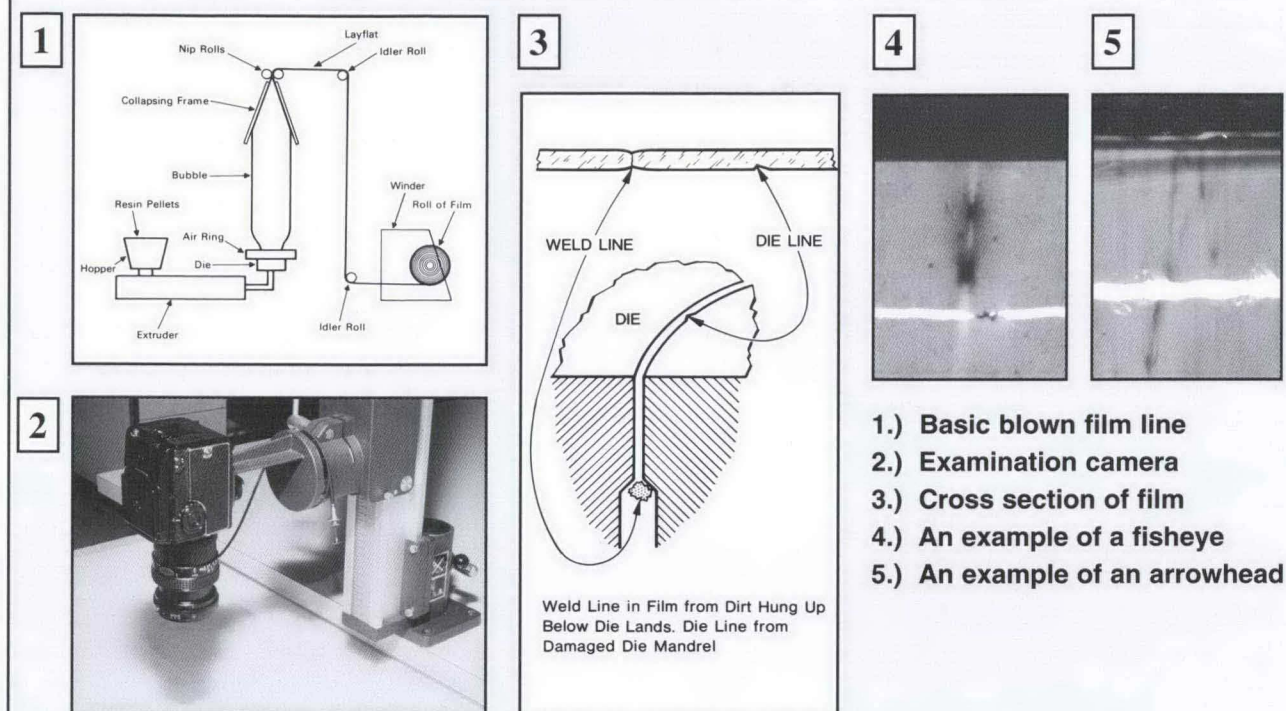 1
Nip Rolls
Layflat
Idler Roll
Collapsing Frame
Bubble
Resin Pellets
Air Ring
Hopper
Die
Extruder
Idler Roll
Winder
Roll of Film
2
3
WELD LINE
DIE LINE
DIE
Weld Line in Film from Dirt Hung Up
Below Die Lands. Die Line from
Damaged Die Mandrel
4
5
1.) Basic blown film line
2.) Examination camera
3.) Cross section of film
4.) An example of a fisheye
5.) An example of an arrowhead